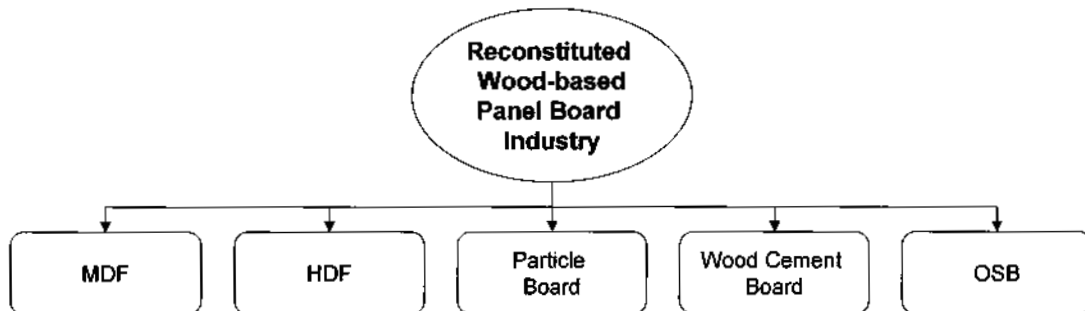 Reconstituted
Wood-based
Panel Board
Industry
MDF
HDF
Particle
Board
Wood Cement
Board
OSB